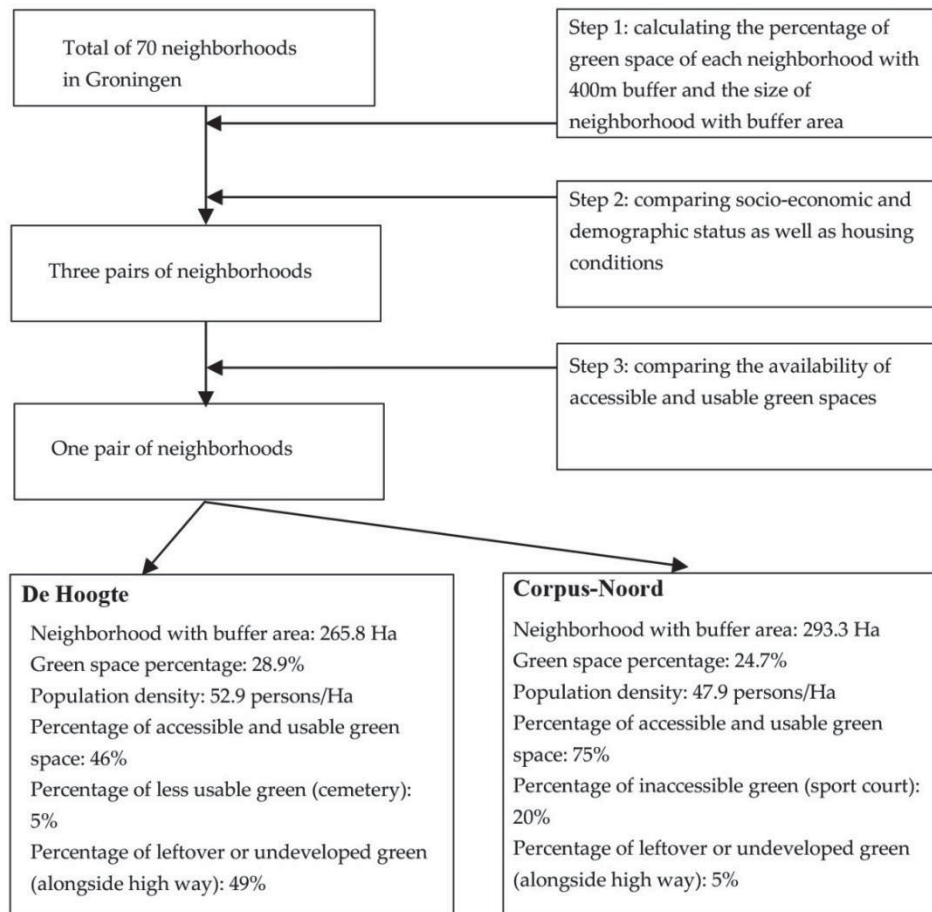 Total of 70 neighborhoods
in Groningen
Step 1: calculating the percentage of
green space of each neighborhood with
400m buffer and the size of
neighborhood with buffer area
Step 2: comparing socio-economic and
demographic status as well as housing
conditions
Three pairs of neighborhoods
Step 3: comparing the availability of
accessible and usable green spaces
One pair of neighborhoods
De Hoogte
Neighborhood with buffer area: 265.8 Ha
Green space percentage: 28.9%
Population density: 52.9 persons/Ha
Percentage of accessible and usable green
space: 46%
Percentage of less usable green (cemetery):
5%
Percentage of leftover or undeveloped green
(alongside high way): 49%
Corpus-Noord
Neighborhood with buffer area: 293.3 Ha
Green space percentage: 24.7%
Population density: 47.9 persons/Ha
Percentage of accessible and usable green
space: 75%
Percentage of inaccessible green (sport court):
20%
Percentage of leftover or undeveloped green
(alongside high way): 5%